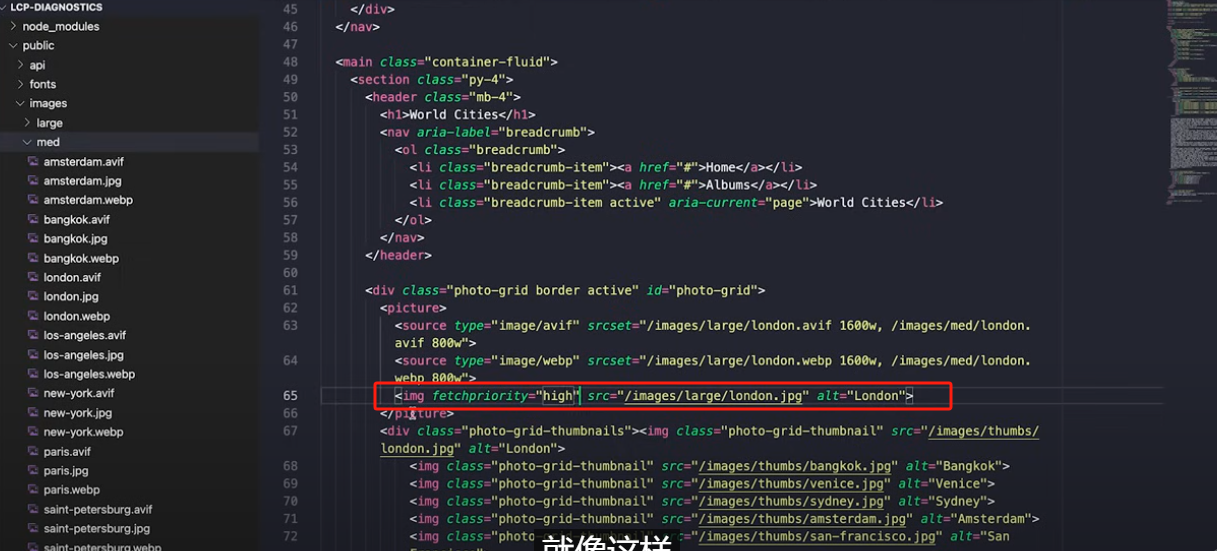 LCP-DIAGNOSTICS
node_modules
public
api
fonts
images
large
med
amsterdam.avif
amsterdam.jpg
amsterdam.webp
bangkok.avif
bangkok.jpg
bangkok.webp
london.avif
london.jpg
london.webp
los-angeles.avif
los-angeles.jpg
los-angeles.webp
new-york.avif
new-york.jpg
new-york.webp
paris.avif
paris.jpg
paris.webp
saint-petersburg.avif
saint-petersburg.jpg
saint-petersburg.webp
45 </div>
46 </nav>
47
48 <main class="container-fluid">
49 <section class="py-4">
50 <header class="mb-4">
51 <h1>World Cities</h1>
52 <nav aria-label="breadcrumb">
53 <ol class="breadcrumb">
54 <li class="breadcrumb-item"><a href="#">Home</a></li>
55 <li class="breadcrumb-item"><a href="#">Albums</a></li>
56 <li class="breadcrumb-item active" aria-current="page">World Cities</li>
57 </ol>
58 </nav>
59 </header>
60
61 <div class="photo-grid border active" id="photo-grid">
62 <picture>
63 <source type="image/avif" srcset="/images/large/london.avif 1600w, /images/med/london.
avif 800w">
64 <source type="image/webp" srcset="/images/large/london.webp 1600w, /images/med/london.
webp 800w">
65 <img fetchpriority="high" src="/images/large/london.jpg" alt="London">
66 </picture>
67 <div class="photo-grid-thumbnails"><img class="photo-grid-thumbnail" src="/images/thumbs/
london.jpg" alt="London">
68 <img class="photo-grid-thumbnail" src="/images/thumbs/bangkok.jpg" alt="Bangkok">
69 <img class="photo-grid-thumbnail" src="/images/thumbs/venice.jpg" alt="Venice">
70 <img class="photo-grid-thumbnail" src="/images/thumbs/sydney.jpg" alt="Sydney">
71 <img class="photo-grid-thumbnail" src="/images/thumbs/amsterdam.jpg" alt="Amsterdam">
72 <img class="photo-grid-thumbnail" src="/images/thumbs/san-francisco.jpg" alt="San
就像这样